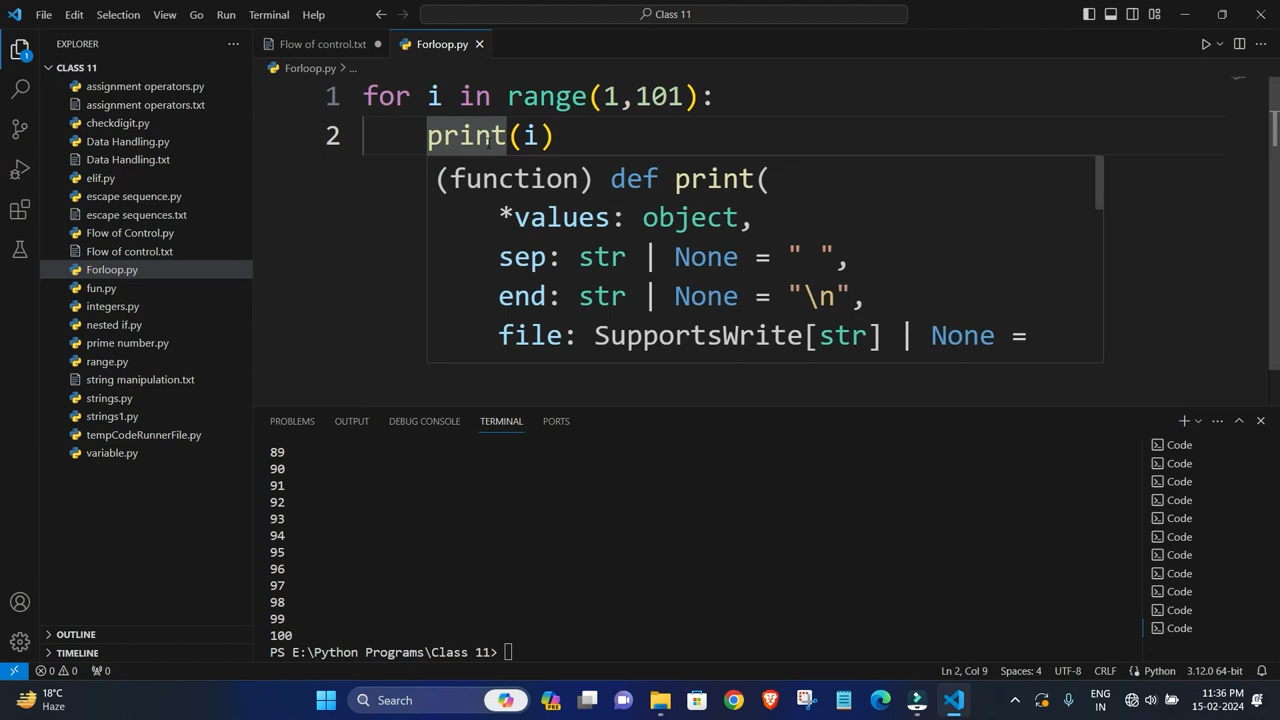 File Edit Selection View Go Run Terminal Help
Class 11
EXPLORER
CLASS 11
assignment operators.py
assignment operators.txt
checkdigit.py
Data Handling.py
Data Handling.txt
elif.py
escape sequence.py
escape sequences.txt
Flow of Control.py
Flow of control.txt
Forloop.py
fun.py
integers.py
nested if.py
prime number.py
range.py
string manipulation.txt
strings.py
strings1.py
tempCodeRunnerFile.py
variable.py
OUTLINE
TIMELINE
Flow of control.txt Forloop.py
Forloop.py > ...
1 for i in range(1,101):
2 print(i)
(function) def print(
*values: object,
sep: str | None = " ",
end: str | None = "\n",
file: SupportsWrite[str] | None =
PROBLEMS OUTPUT DEBUG CONSOLE TERMINAL PORTS
89
90
91
92
93
94
95
96
97
98
99
100
PS E:\Python Programs\Class 11>
Code
Code
Code
Code
Code
Code
Code
Code
Code
Code
Code
0 0 0 Ln 2, Col 9 Spaces: 4 UTF-8 CRLF Python 3.12.0 64-bit
18°C
Haze
Search
PRE
ENG
IN
11:36 PM
15-02-2024